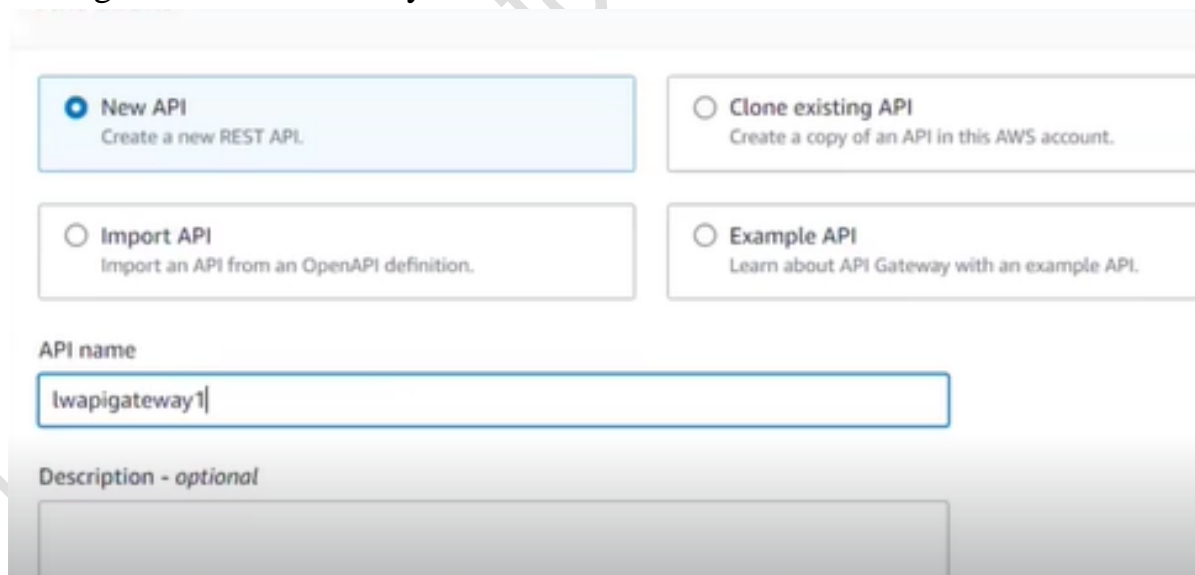 New API
Create a new REST API.
Clone existing API
Create a copy of an API in this AWS account.
Import API
Import an API from an OpenAPI definition.
Example API
Learn about API Gateway with an example API.
API name
lwapigateway1
Description - optional